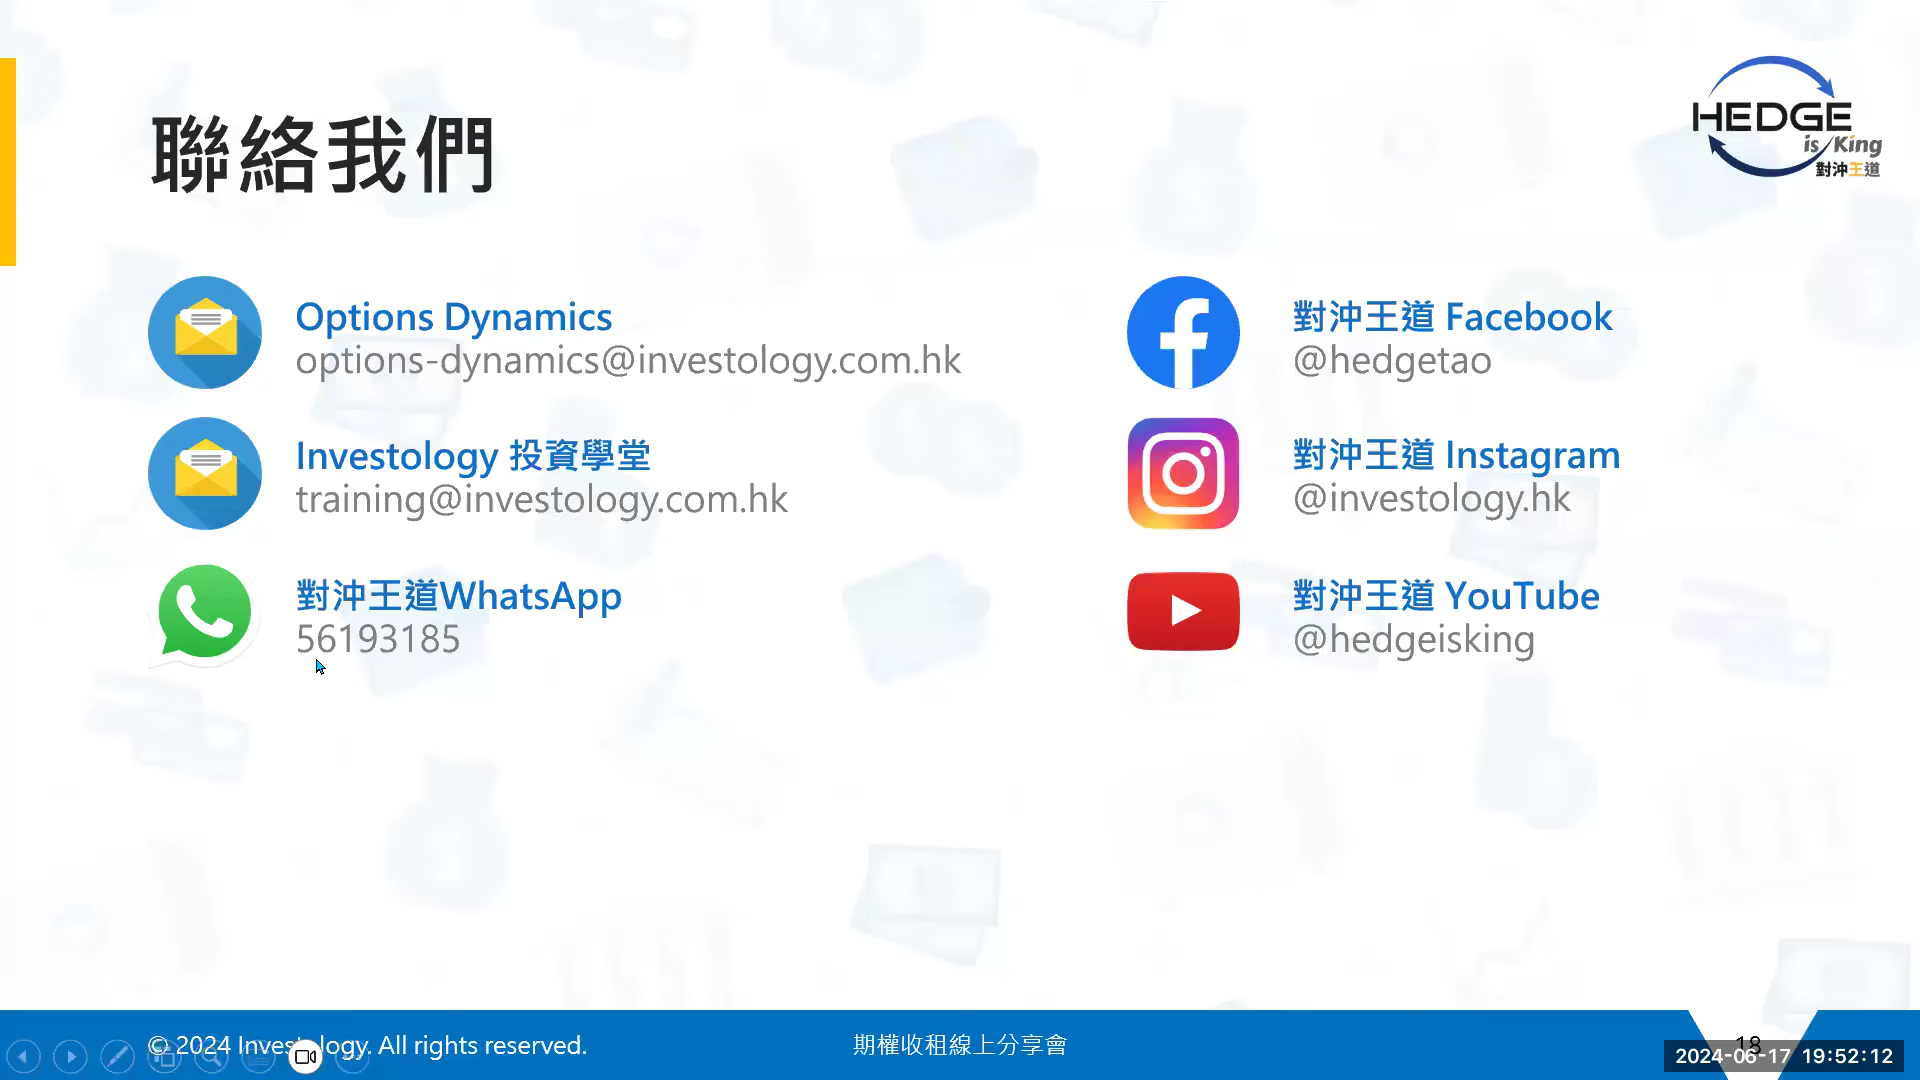 聯絡我們
HEDGE
is King
對沖王道
Options Dynamics
options-dynamics@investology.com.hk
Investology 投資學堂
training@investology.com.hk
對沖王道WhatsApp
56193185
對沖王道 Facebook
@hedgetao
對沖王道 Instagram
@investology.hk
對沖王道 YouTube
@hedgeisking
© 2024 Investology. All rights reserved.
期權收租線上分享會
18
2024-06-17 19:52:12